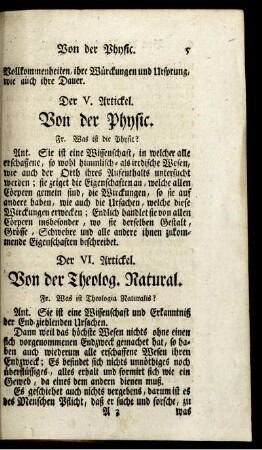 Von der Physic. 5
Vollkommenheiten, ihre Würckungen und Ursprung,
wie auch ihre Dauer.
Der V. Artickel.
Von der Physic.
Fr. Was ist die Physic?
Ant. Sie ist eine Wissenschaft, in welcher alle
erschaffene, so wohl himmlisch- als irrdische Wesen,
wie auch der Orth ihres Aufenthalts untersucht
werden; sie zeiget die Eigenschaften an, welche allen
Cörpern gemein sind, die Würckungen, so sie auf
andere haben, wie auch die Ursachen, welche diese
Würckungen erwecken; Endlich handlet sie von allen
Cörpern insbesonder, wo sie derselben Gestalt,
Grösse, Schwehre und alle andere ihnen zukom-
mende Eigenschaften beschreibet.
Der VI. Artickel.
Von der Theolog. Natural.
Fr. Was ist Theologia Naturalis?
Ant. Sie ist eine Wissenschaft und Erkanntniß
der End-zihlenden Ursachen.
Dann weil das höchste Wesen nichts ohne einen
sich vorgenommenen Endzweck gemachet hat, so ha-
ben auch wiederum alle erschaffene Wesen ihren
Endzweck; Es befindet sich nichts unnöthiges noch
überflüssiges, alles erhalt und formirt sich wie ein
Geweb, da eines dem andern dienen muß.
Es geschiehet auch nichts vergebens, darum ist es
des Menschen Pflicht, daß er suche und forsche, zu
A 3 was